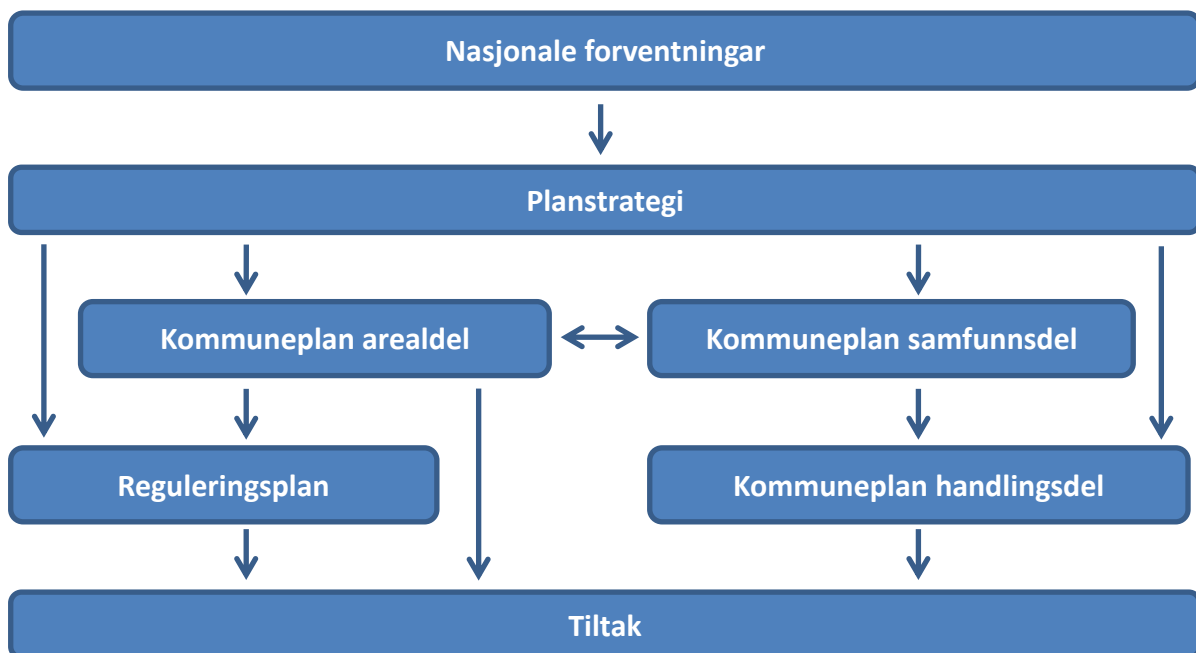 Nasjonale forventningar
Planstrategi
Kommuneplan arealdel
Kommuneplan samfunnsdel
Reguleringsplan
Kommuneplan handlingsdel
Tiltak